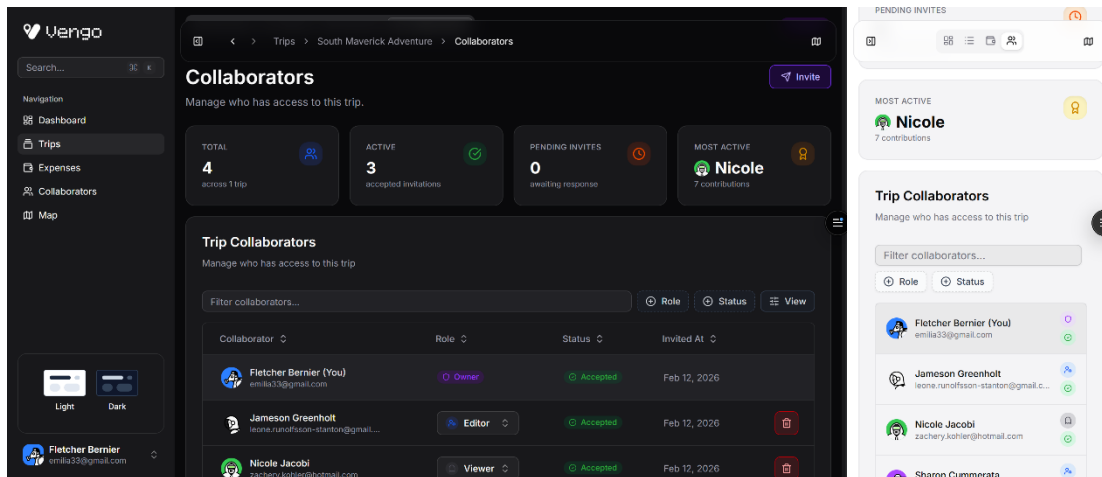 Vengo
Search... ⌘ K
Navigation
Dashboard
Trips
Expenses
Collaborators
Map
Light Dark
Fletcher Bernier
emilia33@gmail.com
Trips > South Maverick Adventure > Collaborators
Collaborators
Manage who has access to this trip.
Invite
TOTAL
4
across 1 trip
ACTIVE
3
accepted invitations
PENDING INVITES
0
awaiting response
MOST ACTIVE
Nicole
7 contributions
Trip Collaborators
Manage who has access to this trip
Filter collaborators...
Role Status View
Collaborator Role Status Invited At
Fletcher Bernier (You)
emilia33@gmail.com
Owner Accepted Feb 12, 2026
Jameson Greenholt
leone.runolfsson-stanton@gmail....
Editor Accepted Feb 12, 2026
Nicole Jacobi
zachery.kohler@hotmail.com
Viewer Accepted Feb 12, 2026
PENDING INVITES
MOST ACTIVE
Nicole
7 contributions
Trip Collaborators
Manage who has access to this trip
Filter collaborators...
Role Status
Fletcher Bernier (You)
emilia33@gmail.com
Jameson Greenholt
leone.runolfsson-stanton@gmail.c...
Nicole Jacobi
zachery.kohler@hotmail.com
Sharon Cummerata